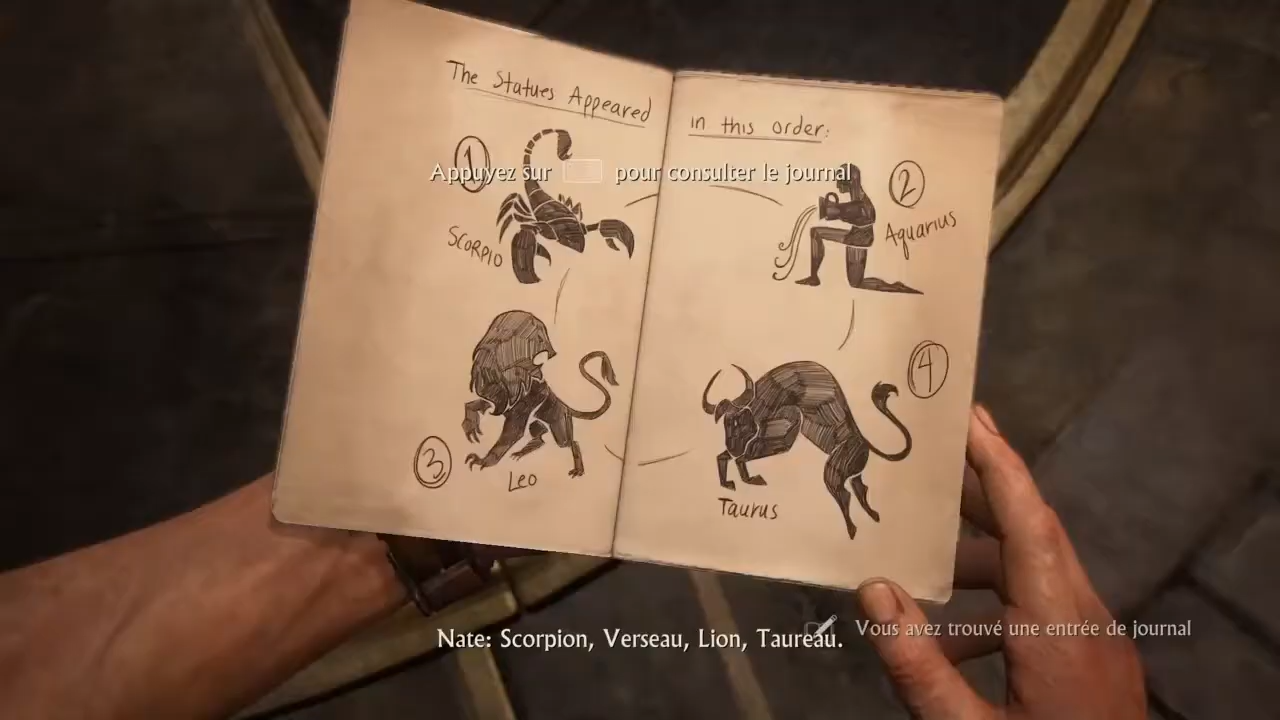 The Statues Appeared
in this order:
1
Appuyez sur pour consulter le journal
2
Scorpio
Aquarius
3
Leo
4
Taurus
Vous avez trouvé une entrée de journal
Nate: Scorpion, Verseau, Lion, Taureau.